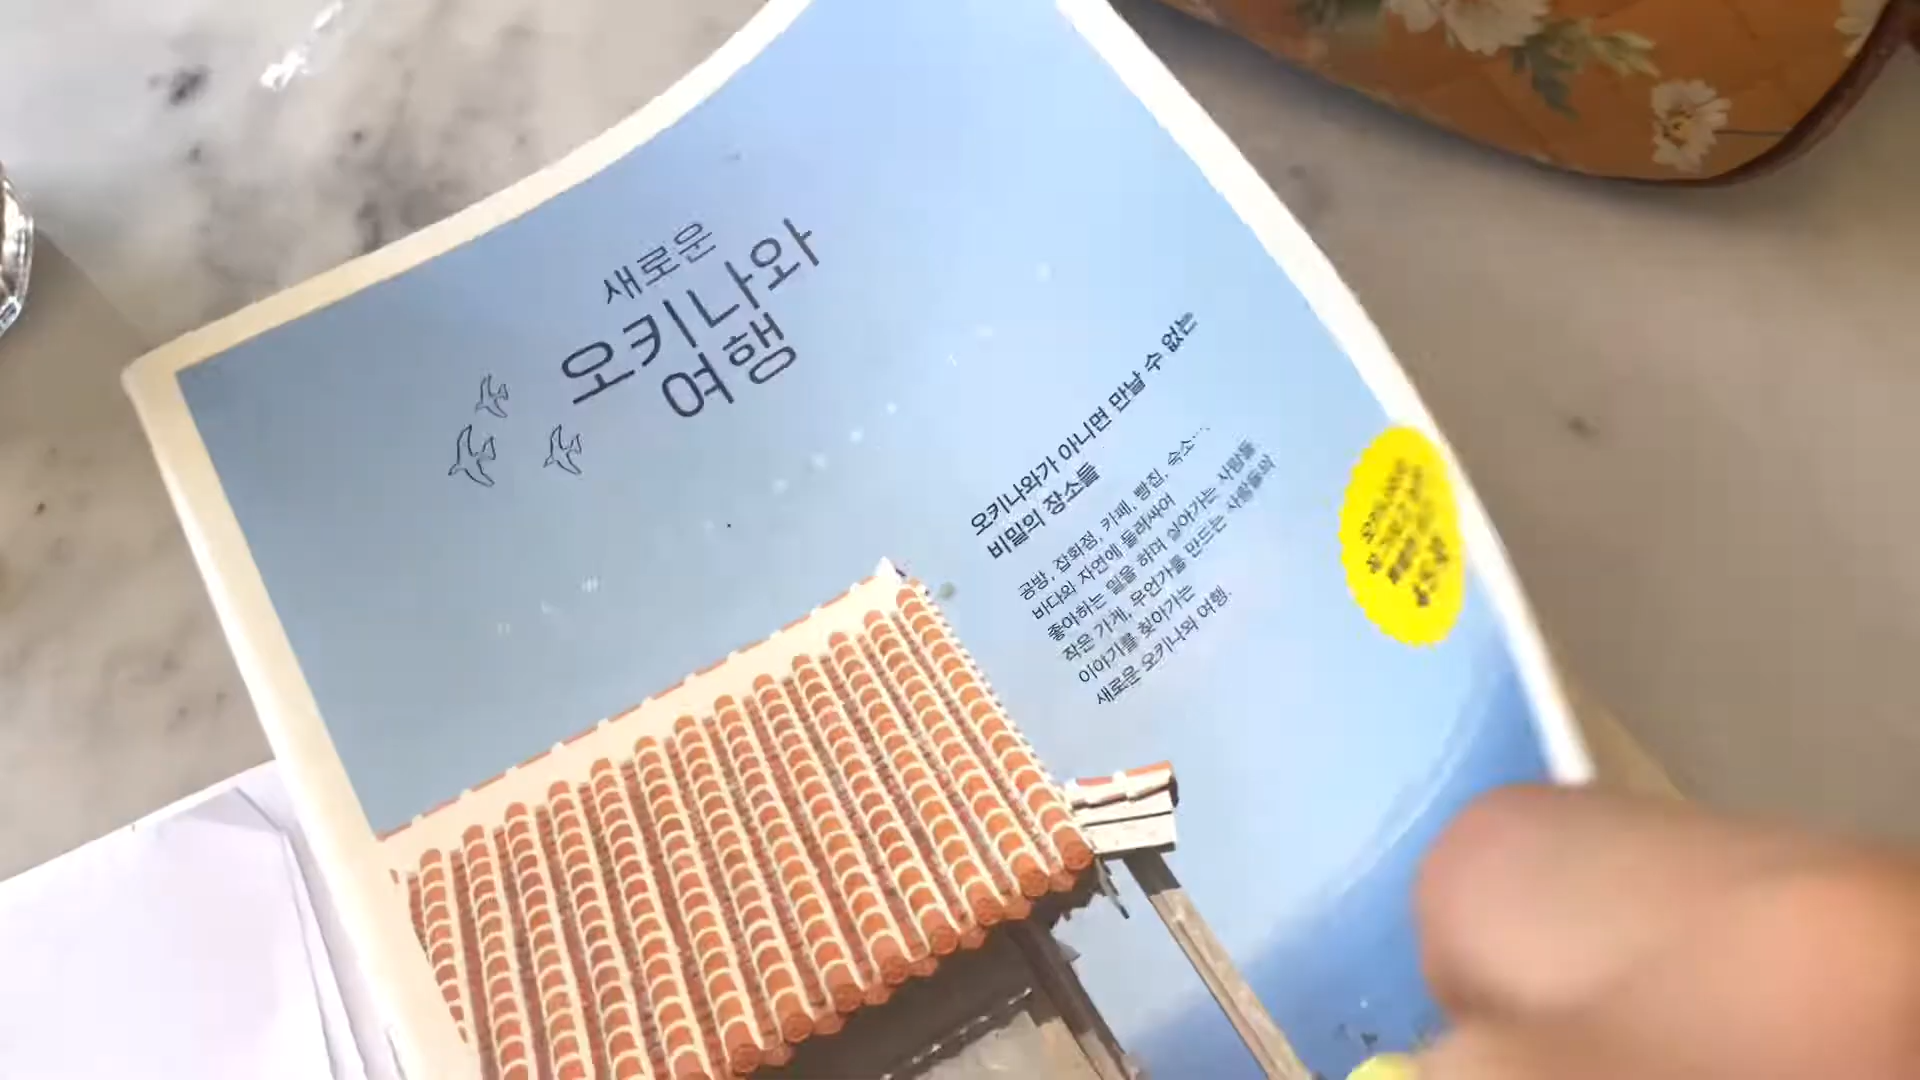 새로운
오키나와
여행
오키나와가 아니면 만날 수 없는
비밀의 장소들
공방, 잡화점, 카페, 빵집, 숙소…
바다와 자연에 둘러싸여
좋아하는 일을 하며 살아가는 사람들
작은 가게, 무언가를 만드는 사람들의
이야기를 찾아가는
새로운 오키나와 여행.